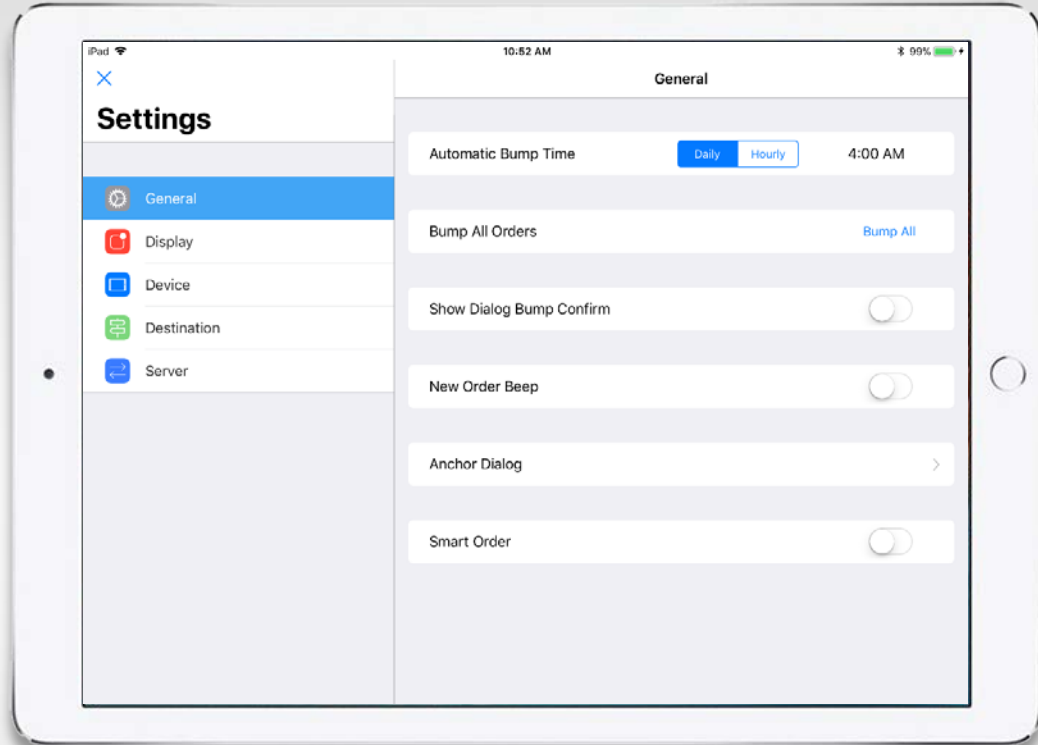 iPad
10:52 AM
99%
Settings
General
Display
Device
Destination
Server
General
Automatic Bump Time
Daily
Hourly
4:00 AM
Bump All Orders
Bump All
Show Dialog Bump Confirm
New Order Beep
Anchor Dialog
Smart Order